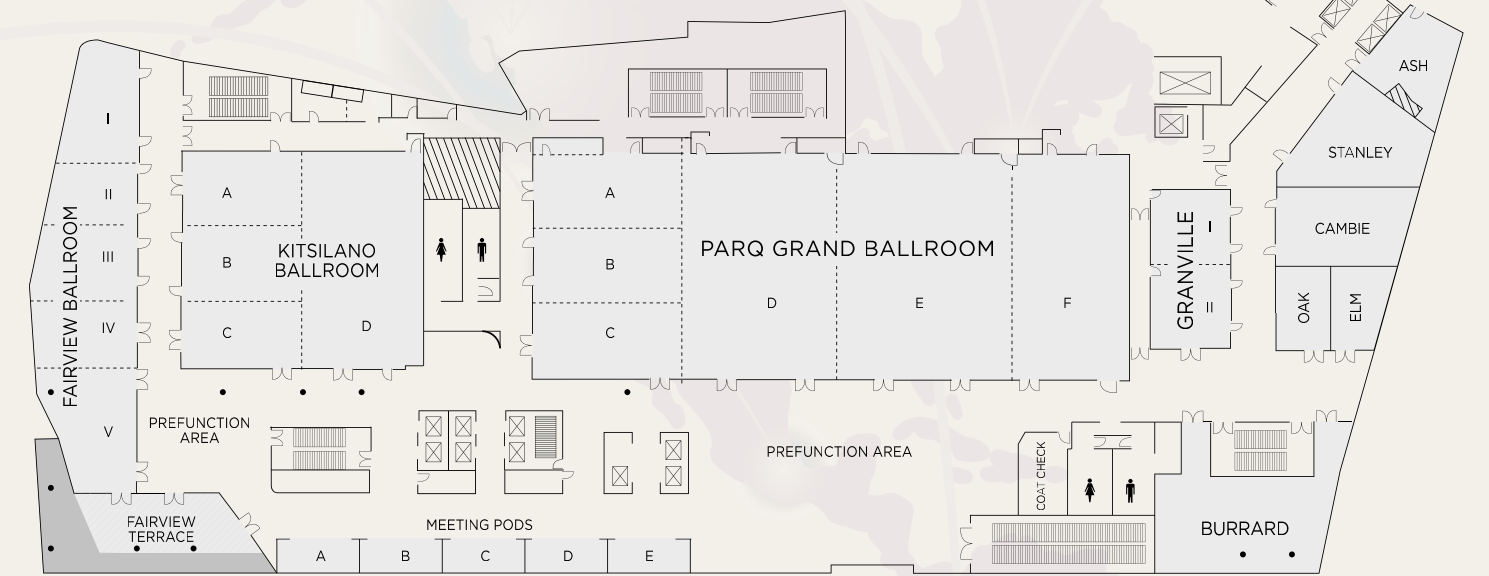 ASH
STANLEY
CAMBIE
OAK
ELM
FAIRVIEW BALLROOM
I
II
III
IV
V
KITSILANO
BALLROOM
A
B
C
D
PARQ GRAND BALLROOM
A
B
C
D
E
F
GRANVILLE
I
II
PREFUNCTION
AREA
PREFUNCTION AREA
COAT CHECK
BURRARD
FAIRVIEW
TERRACE
MEETING PODS
A
B
C
D
E